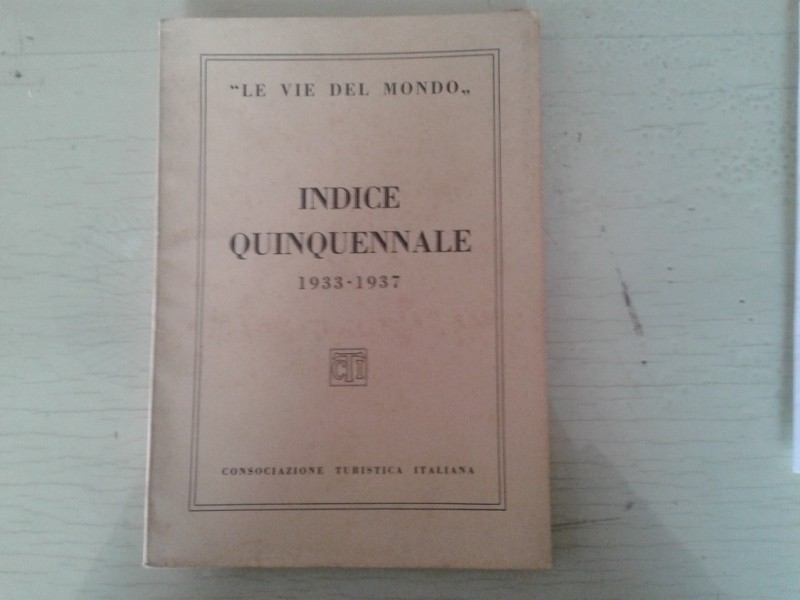 "LE VIE DEL MONDO„
INDICE
QUINQUENNALE
1933-1937
CTI
CONSOCIAZIONE TURISTICA ITALIANA